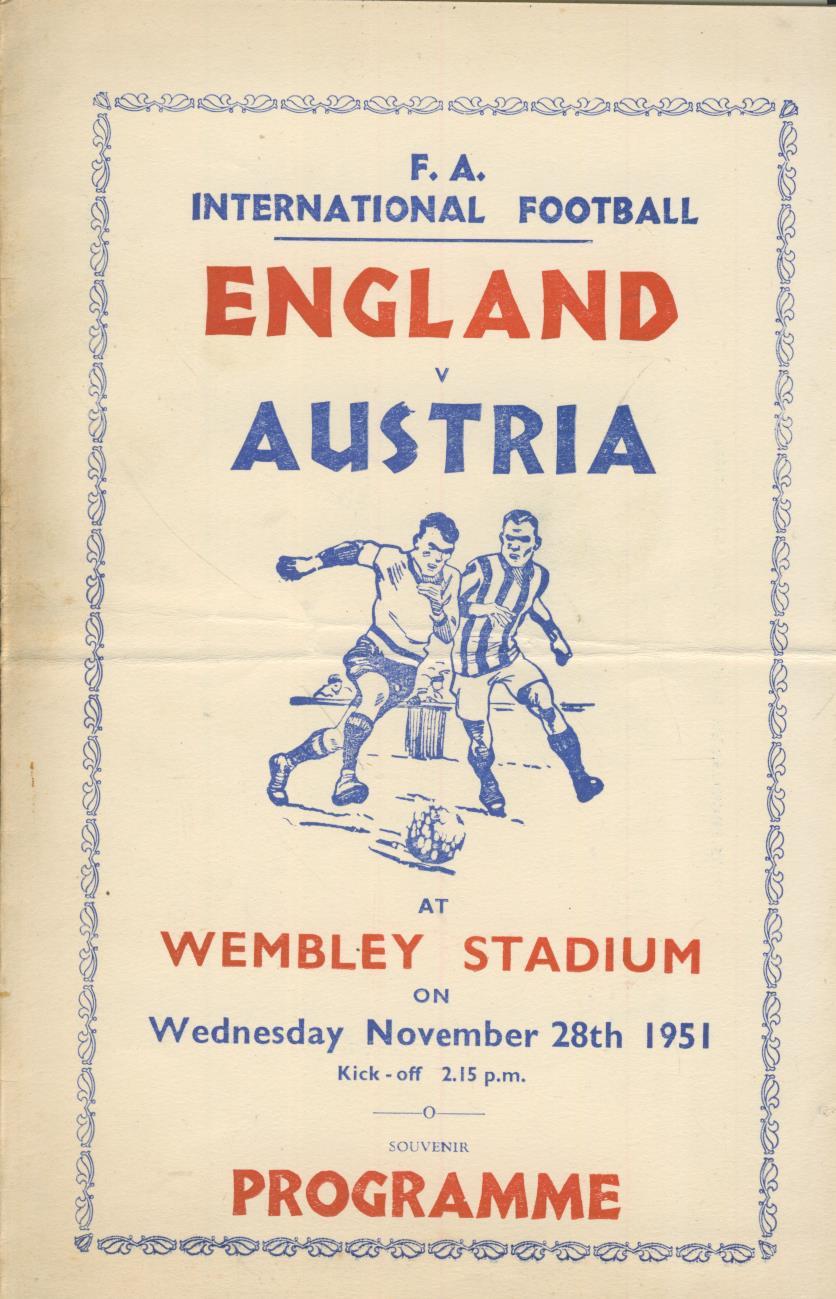 F. A.
INTERNATIONAL FOOTBALL
ENGLAND
v
AUSTRIA
AT
WEMBLEY STADIUM
ON
Wednesday November 28th 1951
Kick - off 2.15 p.m.
O
SOUVENIR
PROGRAMME